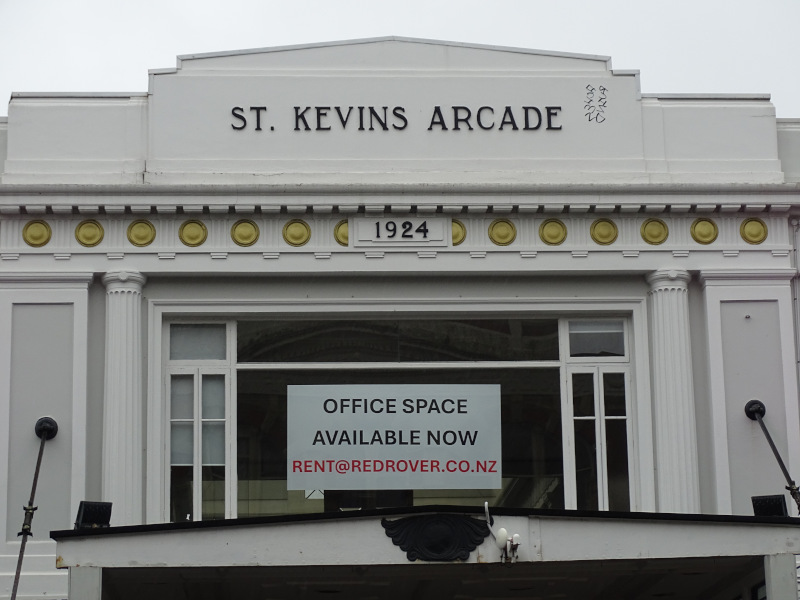 ST. KEVINS ARCADE
1924
OFFICE SPACE
AVAILABLE NOW
RENT@REDROVER.CO.NZ